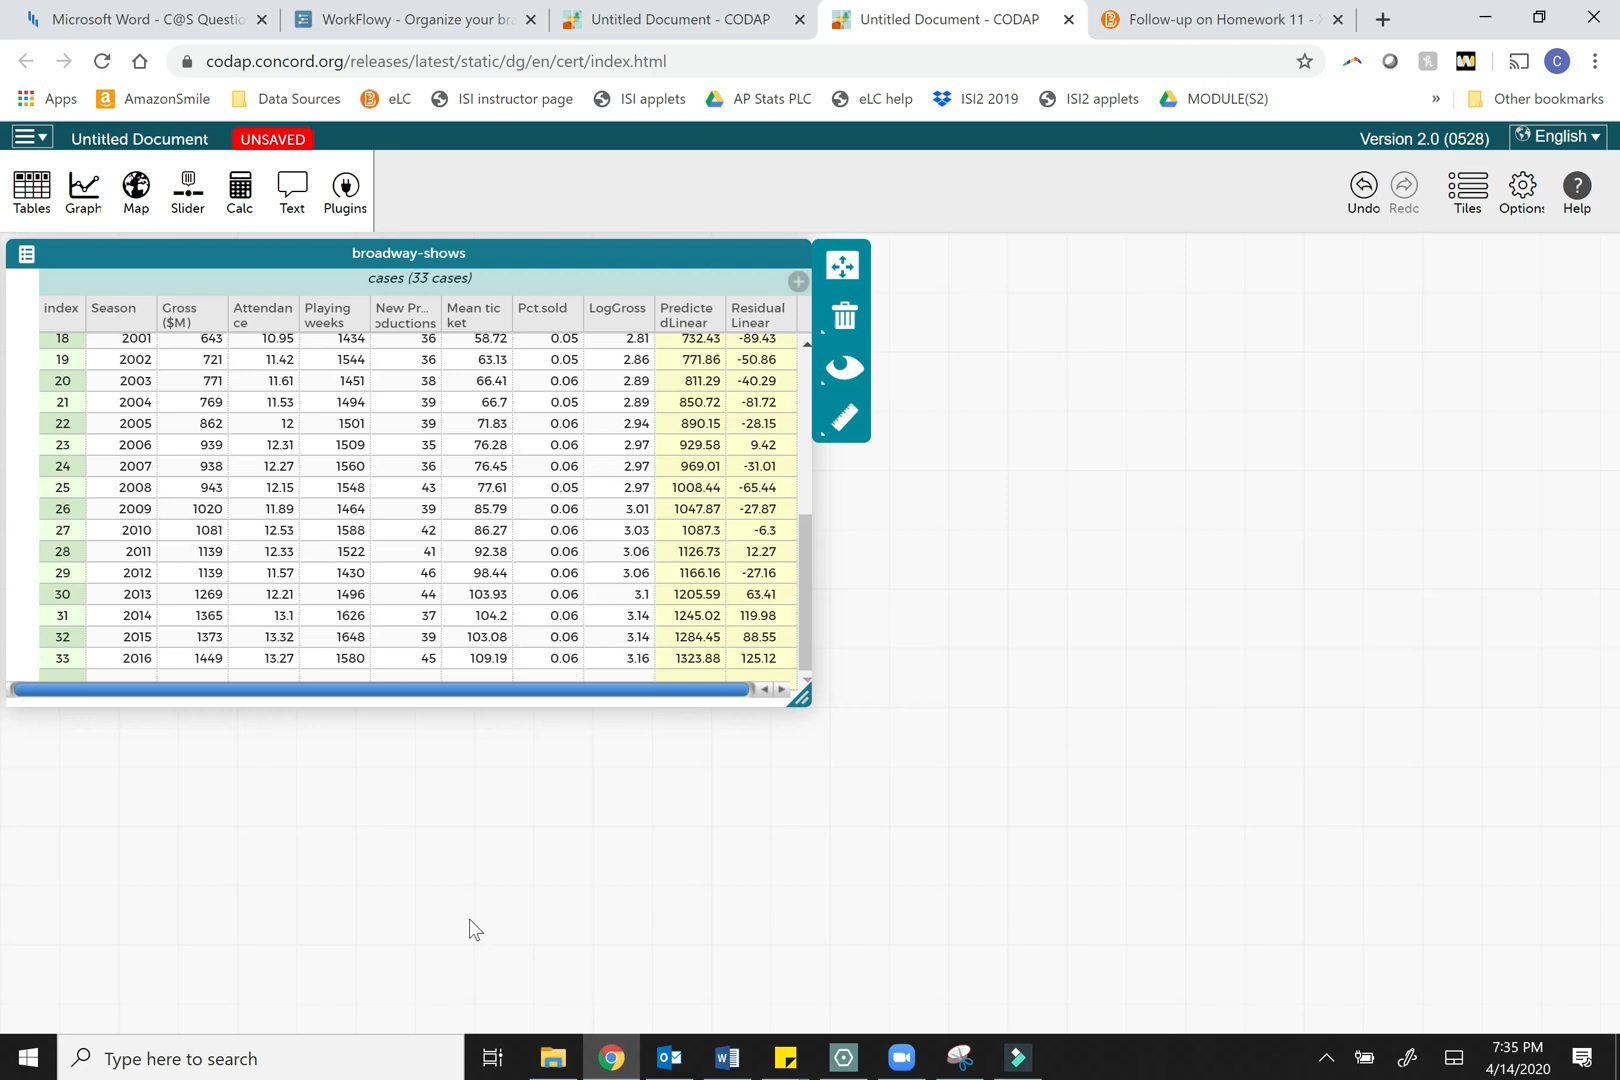 Microsoft Word - C@S Questio
WorkFlowy - Organize your br
Untitled Document - CODAP
Untitled Document - CODAP
Follow-up on Homework 11 -
codap.concord.org/releases/latest/static/dg/en/cert/index.html
C
Apps
AmazonSmile
Data Sources
eLC
ISI instructor page
ISI applets
AP Stats PLC
eLC help
ISI2 2019
ISI2 applets
MODULE(S2)
»
Other bookmarks
Untitled Document
UNSAVED
Version 2.0 (0528)
English
Tables
Graph
Map
Slider
Calc
Text
Plugins
Undo
Redo
Tiles
Options
Help
broadway-shows
cases (33 cases)
index Season Gross ($M) Attendan ce Playing weeks New Pr... oductions Mean tic ket Pct.sold LogGross Predicte dLinear Residual Linear
18 2001 643 10.95 1434 36 58.72 0.05 2.81 732.43 -89.43
19 2002 721 11.42 1544 36 63.13 0.05 2.86 771.86 -50.86
20 2003 771 11.61 1451 38 66.41 0.06 2.89 811.29 -40.29
21 2004 769 11.53 1494 39 66.7 0.05 2.89 850.72 -81.72
22 2005 862 12 1501 39 71.83 0.06 2.94 890.15 -28.15
23 2006 939 12.31 1509 35 76.28 0.06 2.97 929.58 9.42
24 2007 938 12.27 1560 36 76.45 0.06 2.97 969.01 -31.01
25 2008 943 12.15 1548 43 77.61 0.05 2.97 1008.44 -65.44
26 2009 1020 11.89 1464 39 85.79 0.06 3.01 1047.87 -27.87
27 2010 1081 12.53 1588 42 86.27 0.06 3.03 1087.3 -6.3
28 2011 1139 12.33 1522 41 92.38 0.06 3.06 1126.73 12.27
29 2012 1139 11.57 1430 46 98.44 0.06 3.06 1166.16 -27.16
30 2013 1269 12.21 1496 44 103.93 0.06 3.1 1205.59 63.41
31 2014 1365 13.1 1626 37 104.2 0.06 3.14 1245.02 119.98
32 2015 1373 13.32 1648 39 103.08 0.06 3.14 1284.45 88.55
33 2016 1449 13.27 1580 45 109.19 0.06 3.16 1323.88 125.12
Type here to search
7:35 PM
4/14/2020